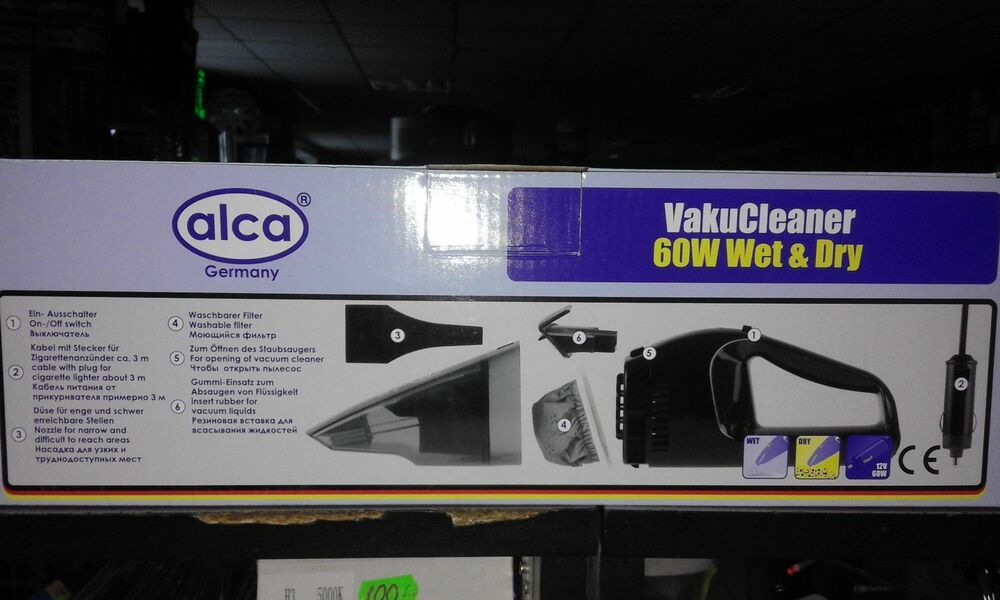 alca®
Germany
VakuCleaner
60W Wet & Dry
1
Ein- Ausschalter
On-/Off switch
Выключатель
2
Kabel mit Stecker für
Zigarettenanzünder ca. 3 m
cable with plug for
cigarette lighter about 3 m
Кабель питания от
прикуривателя примерно 3 м
3
Düse für enge und schwer
erreichbare Stellen
Nozzle for narrow and
difficult to reach areas
Насадка для узких и
труднодоступных мест
4
Waschbarer Filter
Washable filter
Моющийся фильтр
5
Zum Öffnen des Staubsaugers
For opening of vacuum cleaner
Чтобы открыть пылесос
6
Gummi-Einsatz zum
Absaugen von Flüssigkeit
insert rubber for
vacuum liquids
Резиновая вставка для
всасывания жидкостей
3
6
5
1
4
2
WET
DRY
12V
60W
CE
H3 5000K
600